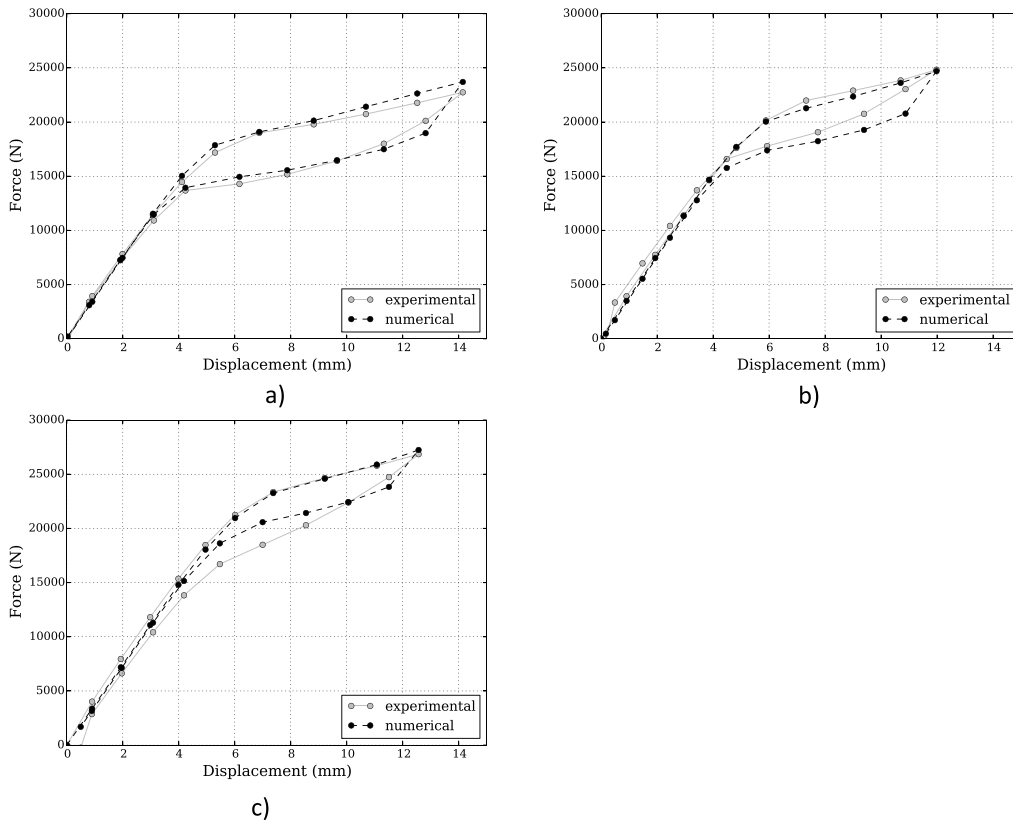 30000
25000
20000
15000
10000
5000
0
Force (N)
0 2 4 6 8 10 12 14
Displacement (mm)
experimental
numerical
a)
30000
25000
20000
15000
10000
5000
0
Force (N)
0 2 4 6 8 10 12 14
Displacement (mm)
experimental
numerical
b)
30000
25000
20000
15000
10000
5000
0
Force (N)
0 2 4 6 8 10 12 14
Displacement (mm)
experimental
numerical
c)